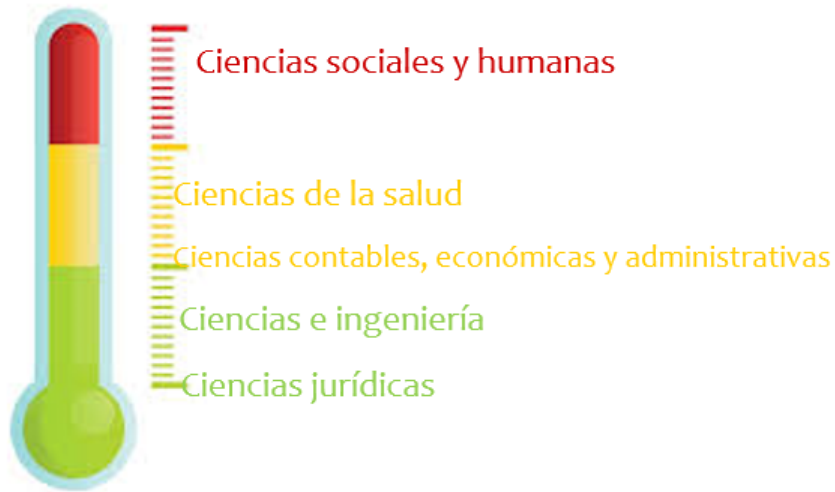 Ciencias sociales y humanas
Ciencias de la salud
Ciencias contables, económicas y administrativas
Ciencias e ingeniería
Ciencias jurídicas